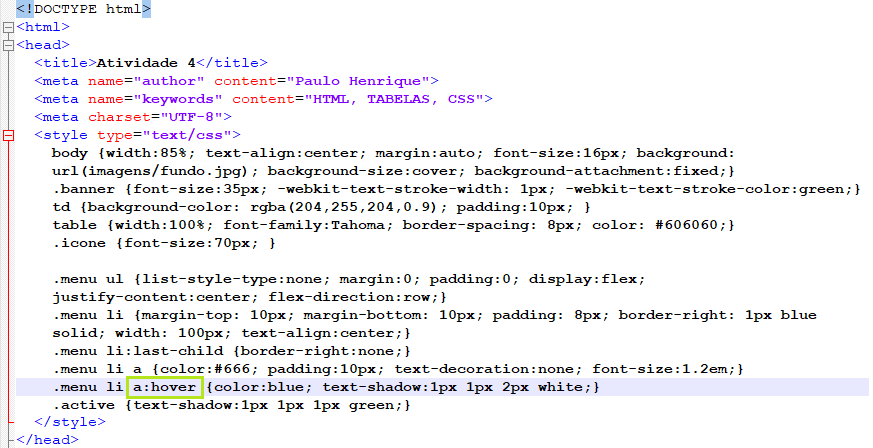 <!DOCTYPE html>
<html>
<head>
<title>Atividade 4</title>
<meta name="author" content="Paulo Henrique">
<meta name="keywords" content="HTML, TABELAS, CSS">
<meta charset="UTF-8">
<style type="text/css">
body {width:85%; text-align:center; margin:auto; font-size:16px; background:
url(imagens/fundo.jpg); background-size:cover; background-attachment:fixed;}
.banner {font-size:35px; -webkit-text-stroke-width: 1px; -webkit-text-stroke-color:green;}
td {background-color: rgba(204,255,204,0.9); padding:10px; }
table {width:100%; font-family:Tahoma; border-spacing: 8px; color: #606060;}
.icone {font-size:70px; }
.menu ul {list-style-type:none; margin:0; padding:0; display:flex;
justify-content:center; flex-direction:row;}
.menu li {margin-top: 10px; margin-bottom: 10px; padding: 8px; border-right: 1px blue
solid; width: 100px; text-align:center;}
.menu li:last-child {border-right:none;}
.menu li a {color:#666; padding:10px; text-decoration:none; font-size:1.2em;}
.menu li a:hover {color:blue; text-shadow:1px 1px 2px white;}
.active {text-shadow:1px 1px 1px green;}
</style>
</head>